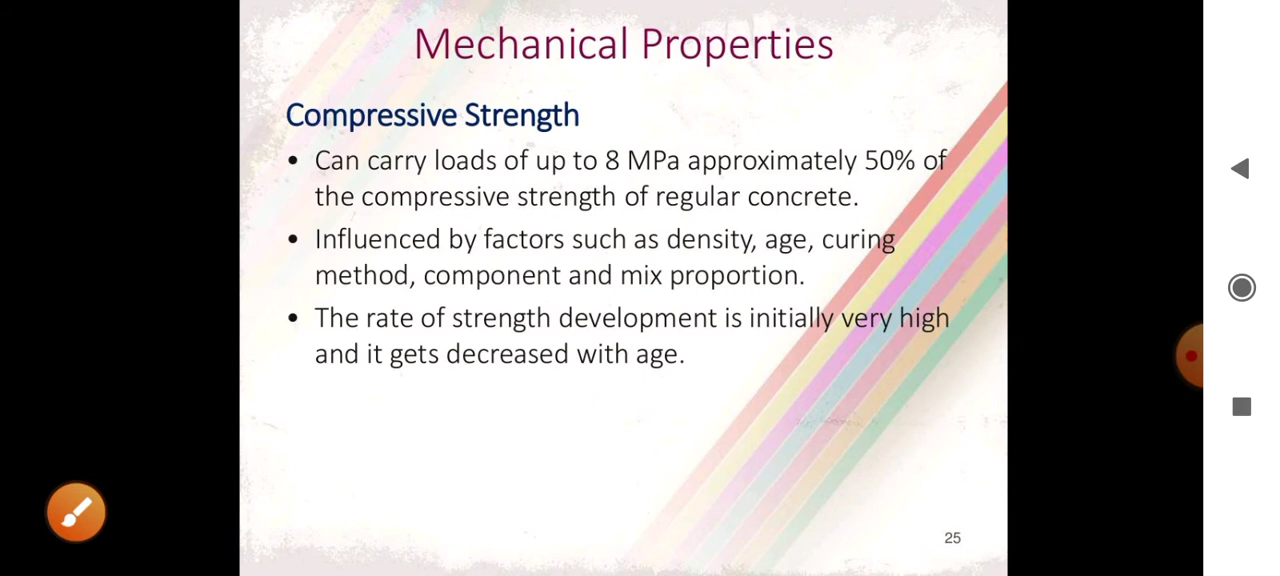 Mechanical Properties
Compressive Strength
• Can carry loads of up to 8 MPa approximately 50% of
the compressive strength of regular concrete.
• Influenced by factors such as density, age, curing
method, component and mix proportion.
• The rate of strength development is initially very high
and it gets decreased with age.
25